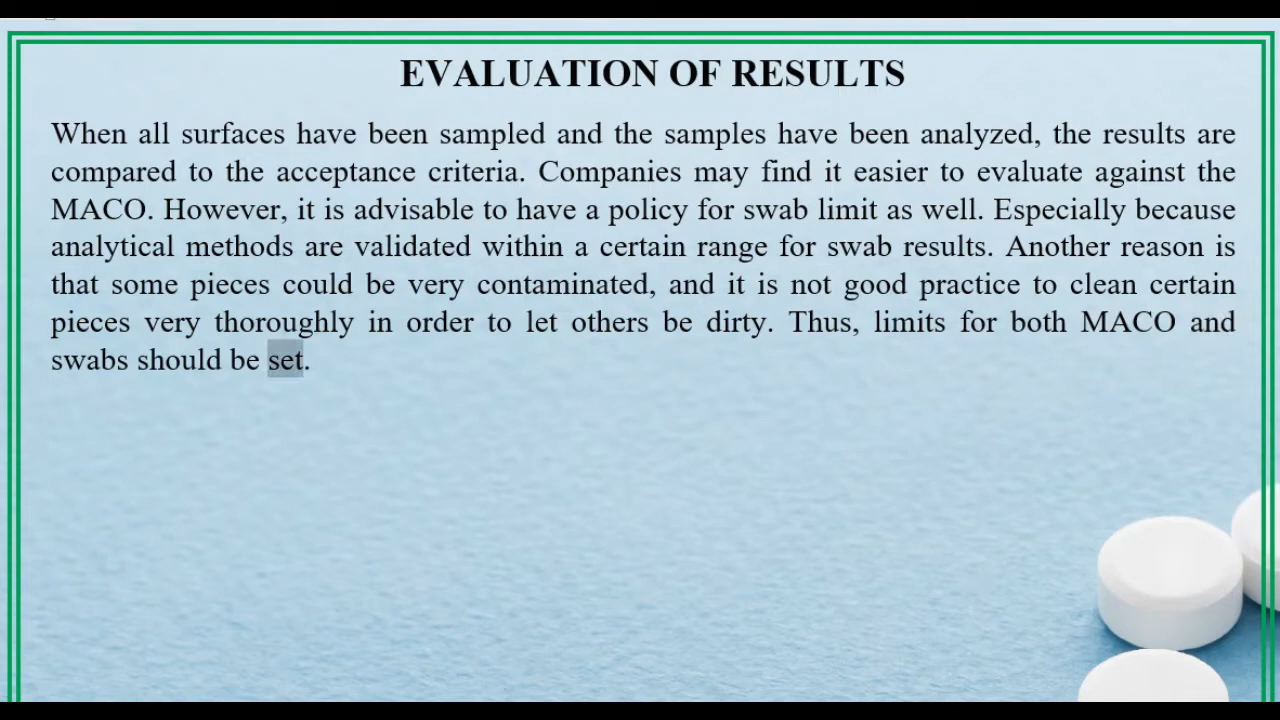 EVALUATION OF RESULTS
When all surfaces have been sampled and the samples have been analyzed, the results are
compared to the acceptance criteria. Companies may find it easier to evaluate against the
MACO. However, it is advisable to have a policy for swab limit as well. Especially because
analytical methods are validated within a certain range for swab results. Another reason is
that some pieces could be very contaminated, and it is not good practice to clean certain
pieces very thoroughly in order to let others be dirty. Thus, limits for both MACO and
swabs should be set.